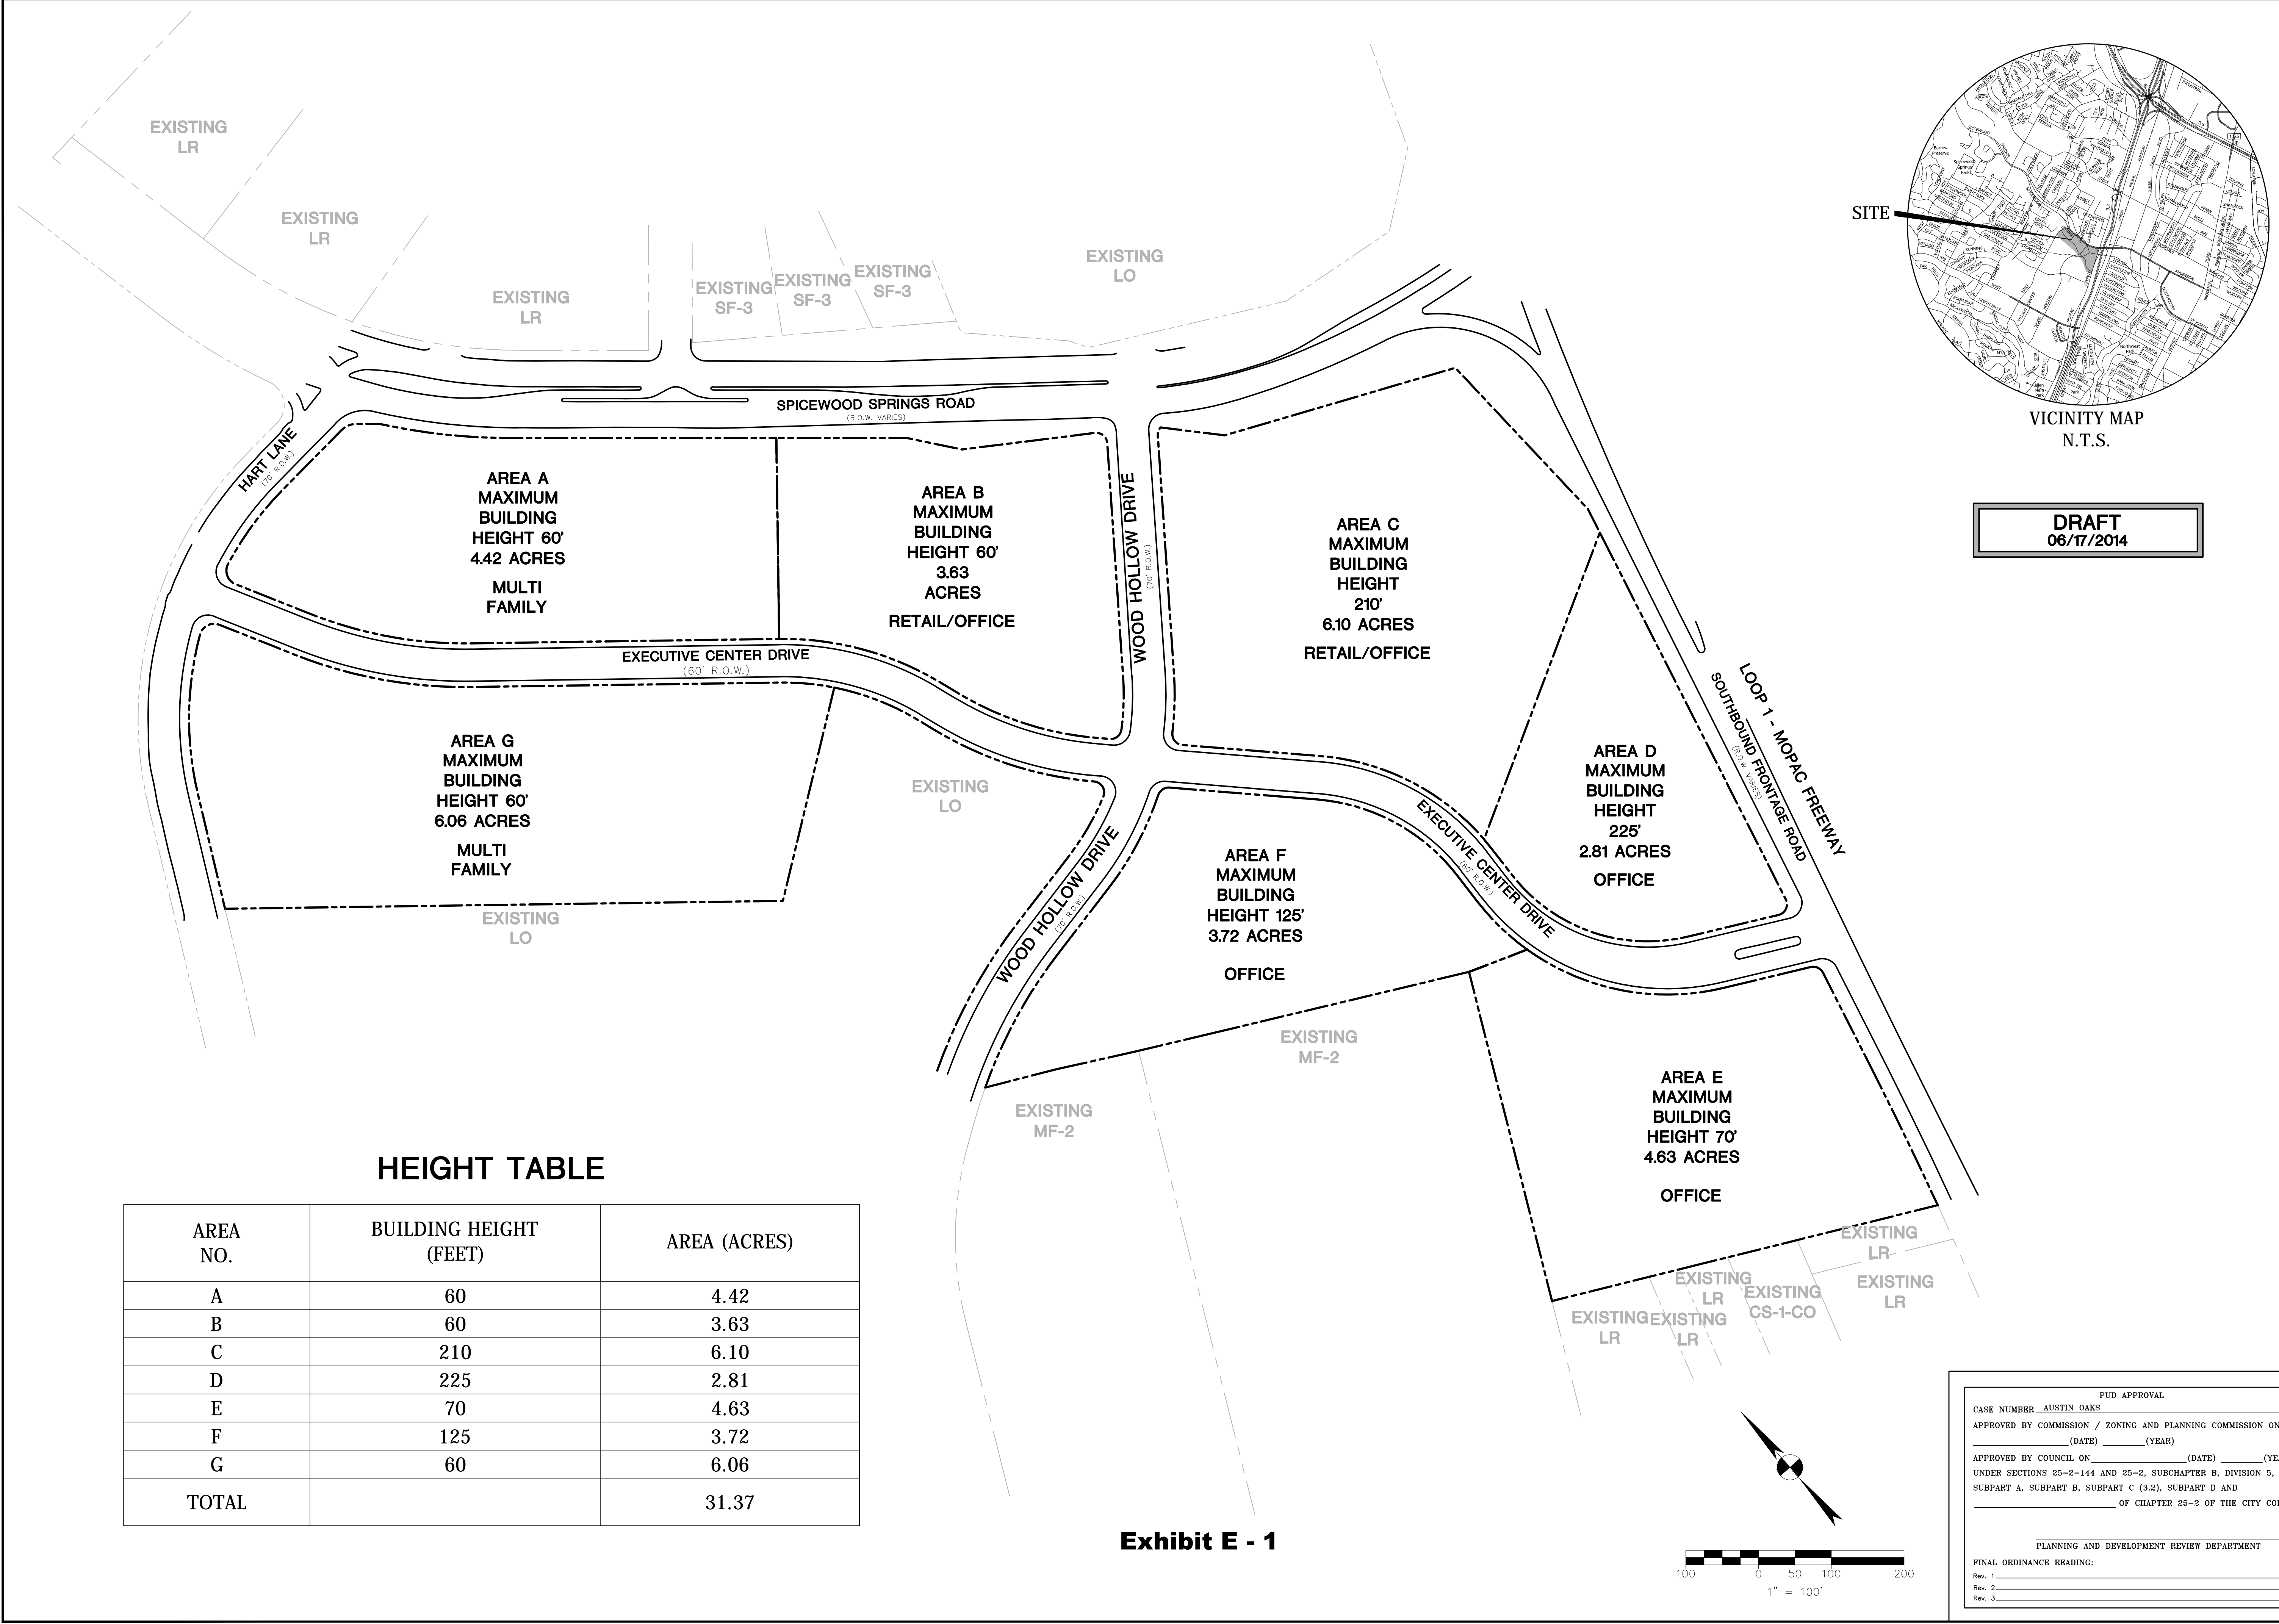 EXISTING
LR
EXISTING
LR
EXISTING
LR
EXISTING
SF-3
EXISTING
SF-3
EXISTING
SF-3
EXISTING
LO
SITE
VICINITY MAP
N.T.S.
DRAFT
06/17/2014
SPICEWOOD SPRINGS ROAD
(R.O.W. VARIES)
HART LANE
(70' R.O.W.)
AREA A
MAXIMUM
BUILDING
HEIGHT 60'
4.42 ACRES
MULTI
FAMILY
AREA B
MAXIMUM
BUILDING
HEIGHT 60'
3.63
ACRES
RETAIL/OFFICE
WOOD HOLLOW DRIVE
(70' R.O.W.)
AREA C
MAXIMUM
BUILDING
HEIGHT
210'
6.10 ACRES
RETAIL/OFFICE
EXECUTIVE CENTER DRIVE
(60' R.O.W.)
LOOP 1 - MOPAC FREEWAY
SOUTHBOUND FRONTAGE ROAD
(R.O.W. VARIES)
AREA G
MAXIMUM
BUILDING
HEIGHT 60'
6.06 ACRES
MULTI
FAMILY
EXISTING
LO
EXISTING
LO
AREA D
MAXIMUM
BUILDING
HEIGHT
225'
2.81 ACRES
OFFICE
EXECUTIVE CENTER DRIVE
(60' R.O.W.)
WOOD HOLLOW DRIVE
(70' R.O.W.)
AREA F
MAXIMUM
BUILDING
HEIGHT 125'
3.72 ACRES
OFFICE
EXISTING
MF-2
EXISTING
MF-2
AREA E
MAXIMUM
BUILDING
HEIGHT 70'
4.63 ACRES
OFFICE
EXISTING
LR
EXISTING
LR
EXISTING
LR
EXISTING
CS-1-CO
EXISTING
LR
EXISTING
LR
HEIGHT TABLE
AREA NO. BUILDING HEIGHT (FEET) AREA (ACRES)
A 60 4.42
B 60 3.63
C 210 6.10
D 225 2.81
E 70 4.63
F 125 3.72
G 60 6.06
TOTAL 31.37
Exhibit E - 1
100 0 50 100 200
1" = 100'
PUD APPROVAL
CASE NUMBER AUSTIN OAKS
APPROVED BY COMMISSION / ZONING AND PLANNING COMMISSION ON
(DATE) (YEAR)
APPROVED BY COUNCIL ON (DATE) (YE
UNDER SECTIONS 25-2-144 AND 25-2, SUBCHAPTER B, DIVISION 5,
SUBPART A, SUBPART B, SUBPART C (3.2), SUBPART D AND
OF CHAPTER 25-2 OF THE CITY CO
PLANNING AND DEVELOPMENT REVIEW DEPARTMENT
FINAL ORDINANCE READING:
Rev. 1
Rev. 2
Rev. 3